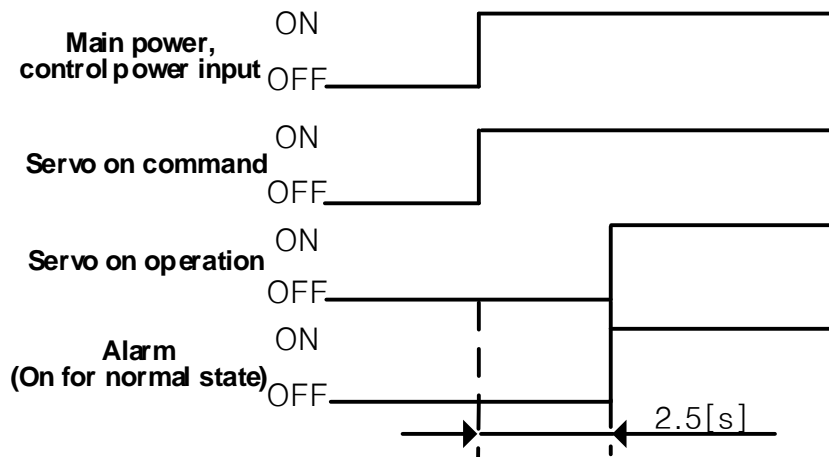 Main power,
control power input
ON
OFF
Servo on command
ON
OFF
Servo on operation
ON
OFF
Alarm
(On for normal state)
ON
OFF
2.5[s]